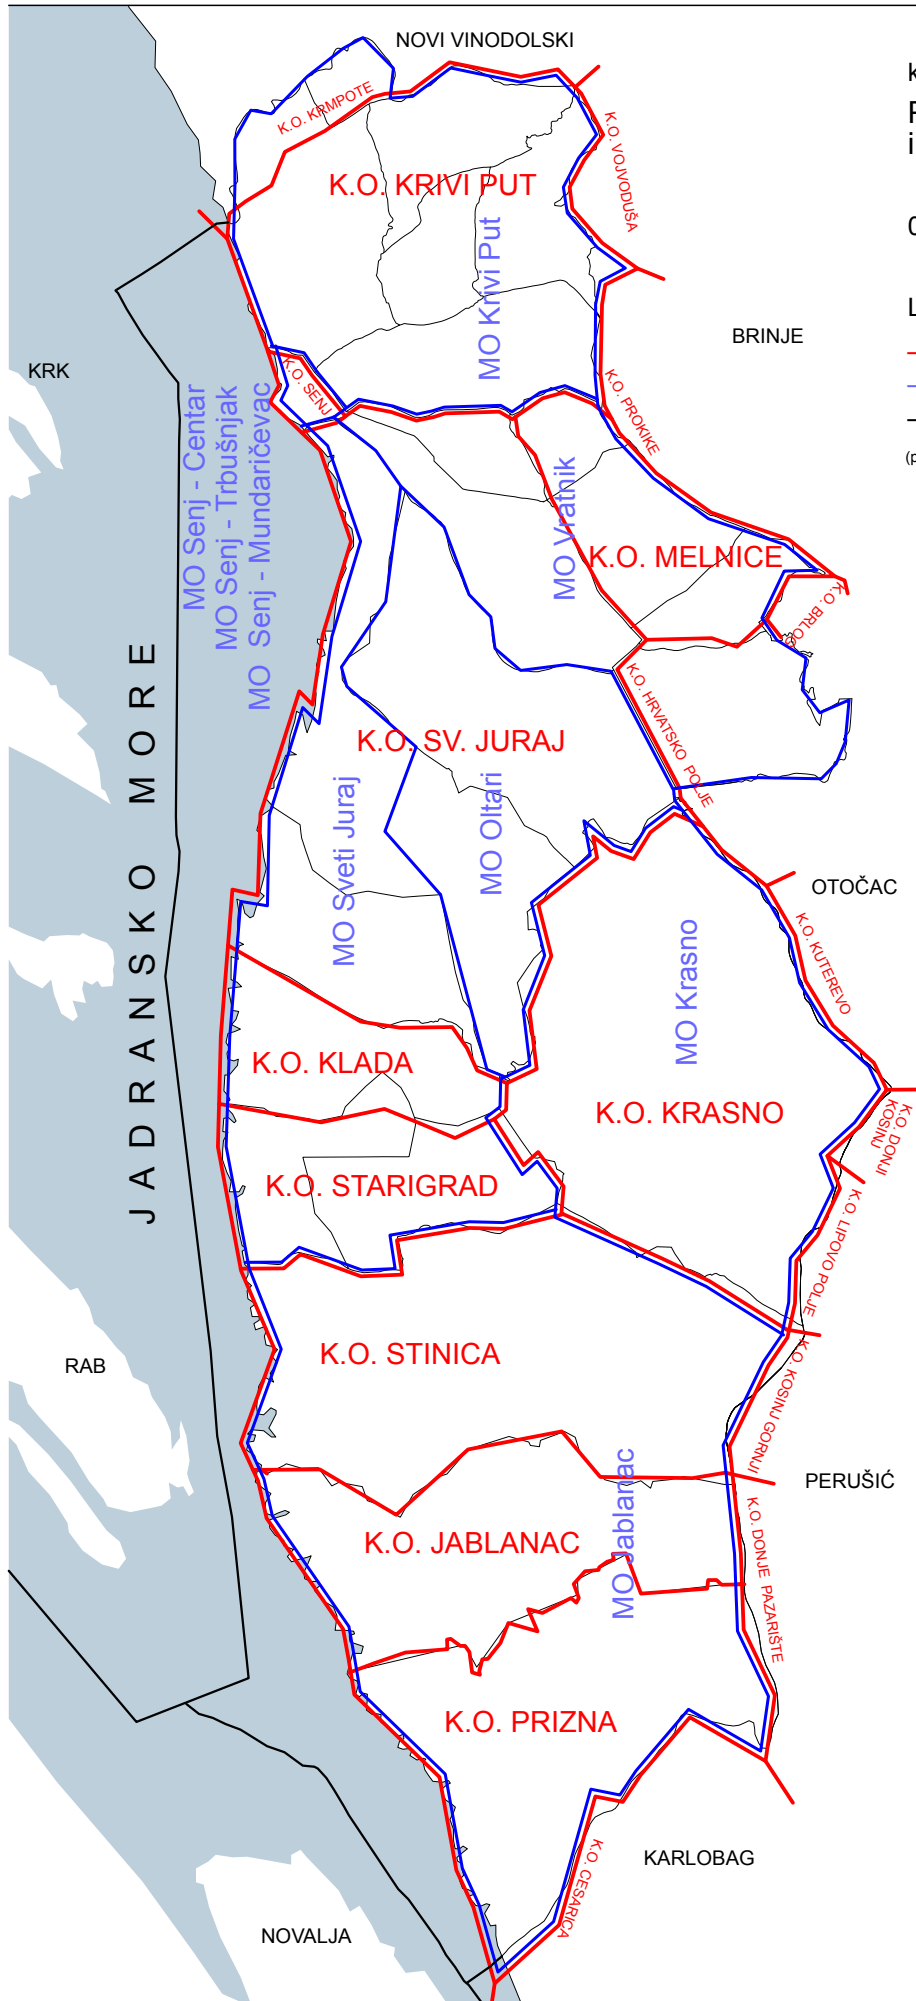 NOVI VINODOLSKI
K.O. KRMPOTE
K.O. VOJVODUŠA
K.O. KRIVI PUT
MO Krivi Put
BRINJE
KRK
K.O. SENJ
K.O. PROKIKE
MO Senj - Centar
MO Senj - Trbušnjak
MO Senj - Mundaričevac
MO Vratnik
K.O. MELNICE
K.O. BRLOG
JADRANSKO MORE
K.O. HRVATSKO POLJE
K.O. SV. JURAJ
MO Sveti Juraj
MO Oltari
OTOČAC
K.O. KUTEREVO
MO Krasno
K.O. KLADA
K.O. KRASNO
K.O. DONJI
KOSINJ
K.O. STARIGRAD
K.O. LIPOVO POLJE
K.O. STINICA
RAB
K.O. KOSINJ GORNJI
PERUŠIĆ
MO Jablanac
K.O. JABLANAC
K.O. DONJE PAZARIŠTE
K.O. PRIZNA
KARLOBAG
K.O. CESARICA
NOVALJA